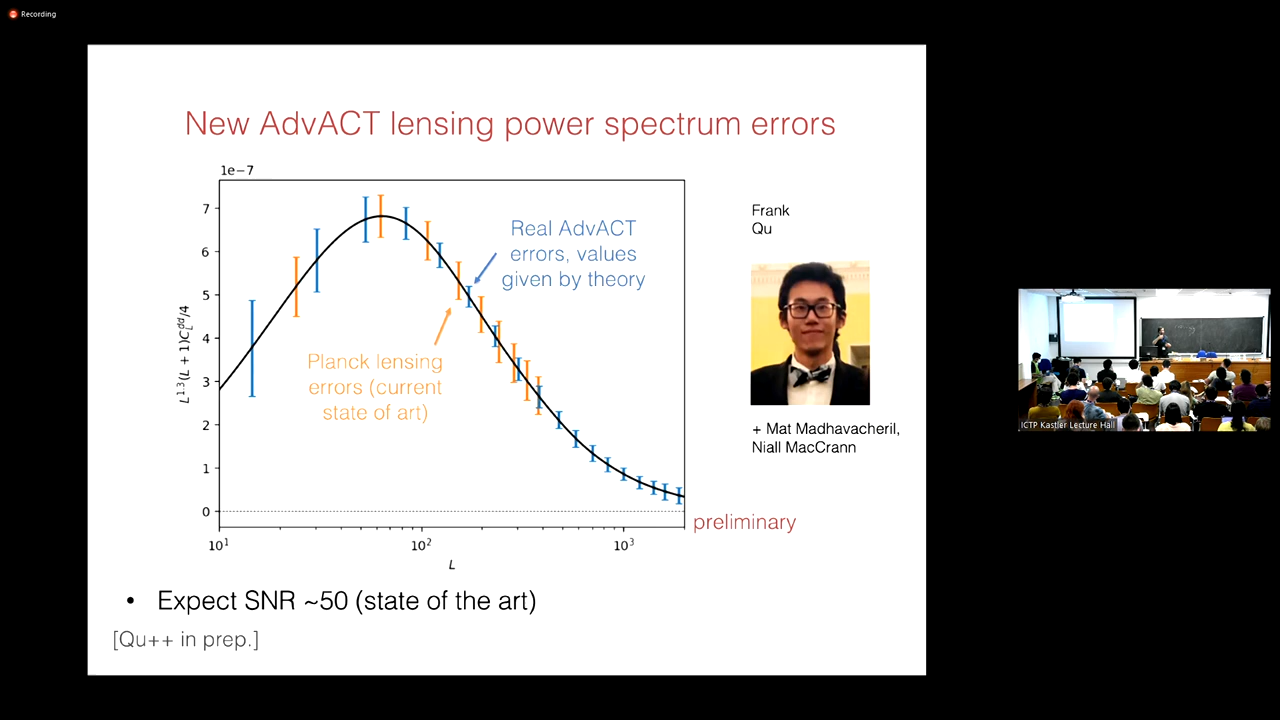 Recording
New AdvACT lensing power spectrum errors
1e−7
7
6
5
4
3
2
1
0
L^{1.3}(L + 1)C_L^{dd}/4
Real AdvACT
errors, values
given by theory
Planck lensing
errors (current
state of art)
10^1
10^2
10^3
L
Frank
Qu
+ Mat Madhavacheril,
Niall MacCrann
preliminary
• Expect SNR ~50 (state of the art)
[Qu++ in prep.]
ICTP Kastler Lecture Hall